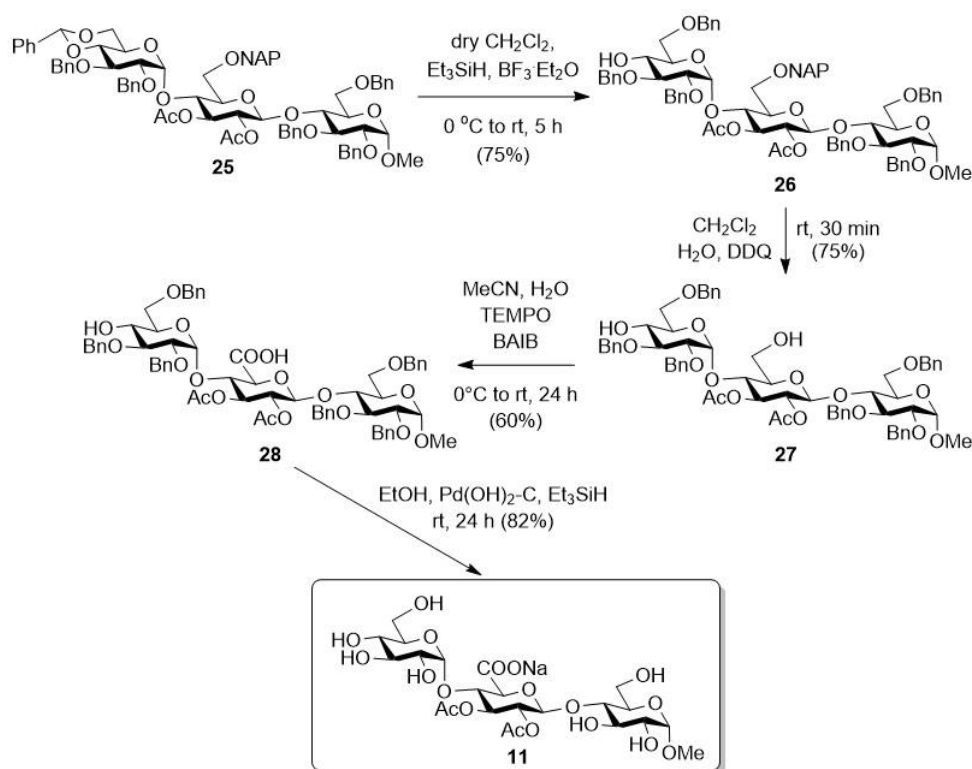 Ph
O
O
O
BnO
BnO
O
ONAP
O
AcO
AcO
O
OBn
O
BnO
BnO
OMe
25
dry CH2Cl2,
Et3SiH, BF3·Et2O
0 °C to rt, 5 h
(75%)
OBn
HO
O
BnO
BnO
O
ONAP
O
AcO
AcO
O
OBn
O
BnO
BnO
OMe
26
CH2Cl2
H2O, DDQ
rt, 30 min
(75%)
OBn
HO
O
BnO
BnO
O
OH
O
AcO
AcO
O
OBn
O
BnO
BnO
OMe
27
MeCN, H2O
TEMPO
BAIB
0°C to rt, 24 h
(60%)
OBn
HO
O
BnO
BnO
O
COOH
O
AcO
AcO
O
OBn
O
BnO
BnO
OMe
28
EtOH, Pd(OH)2-C, Et3SiH
rt, 24 h (82%)
OH
HO
O
HO
HO
O
COONa
O
AcO
AcO
O
OH
O
HO
HO
OMe
11